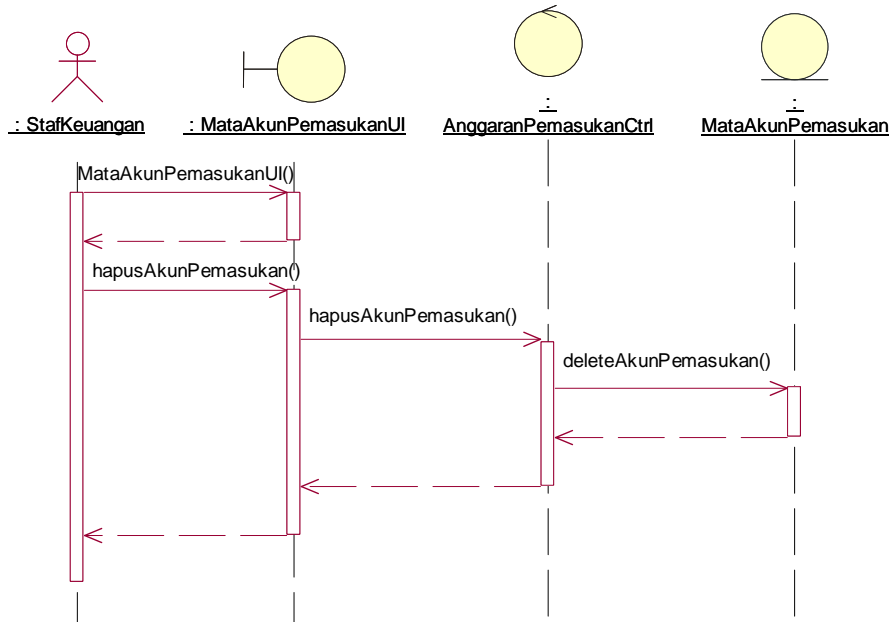 : StafKeuangan
: MataAkunPemasukanUI
:
AnggaranPemasukanCtrl
:
MataAkunPemasukan
MataAkunPemasukanUI()
hapusAkunPemasukan()
hapusAkunPemasukan()
deleteAkunPemasukan()